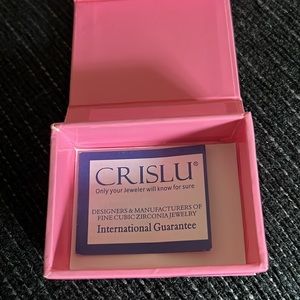 CRISLU®
Only your Jeweler will know for sure
DESIGNERS & MANUFACTURERS OF
FINE CUBIC ZIRCONIA JEWELRY
International Guarantee